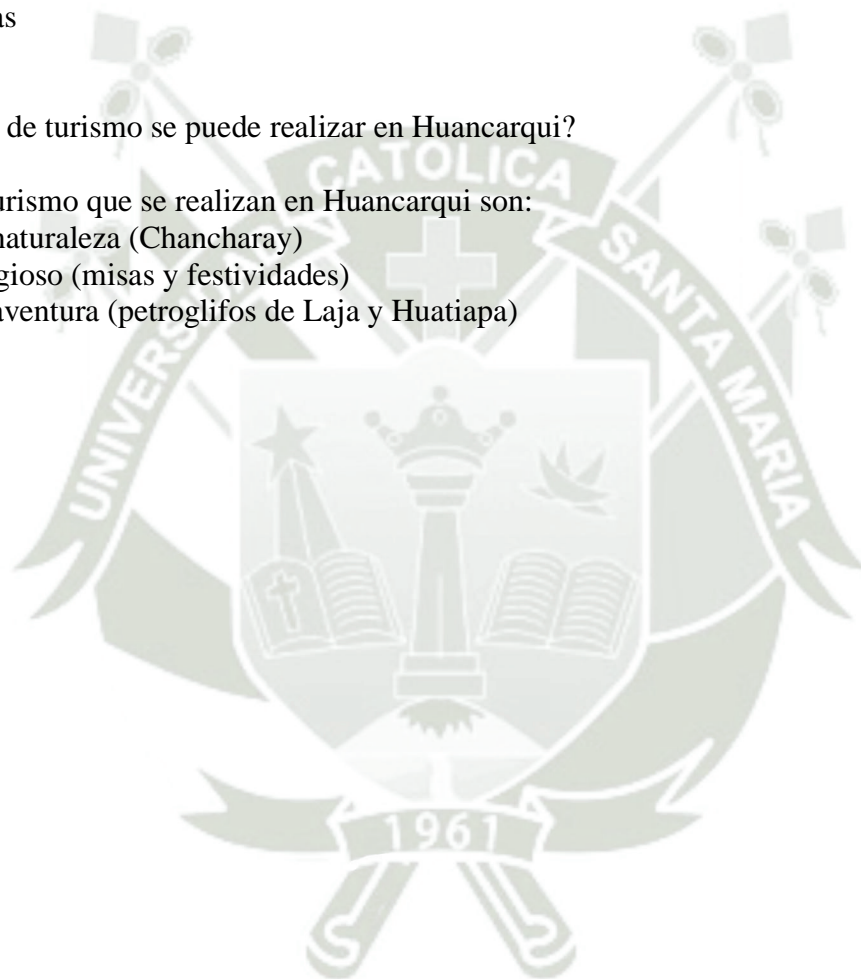 as
de turismo se puede realizar en Huancarqui?
urismo que se realizan en Huancarqui son:
naturaleza (Chancharay)
gioso (misas y festividades)
aventura (petroglifos de Laja y Huatiapa)
UNIVERSIDAD CATOLICA SANTA MARIA
1961